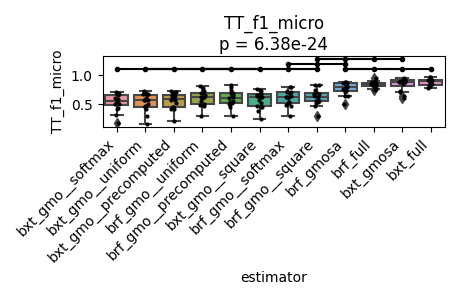 TT_f1_micro
p = 6.38e-24
TT_f1_micro
1.0
0.5
bxt_gmo__softmax
bxt_gmo__uniform
bxt_gmo__precomputed
brf_gmo__uniform
brf_gmo__precomputed
bxt_gmo__square
brf_gmo__softmax
brf_gmo__square
brf_gmosa
brf_full
bxt_gmosa
bxt_full
estimator